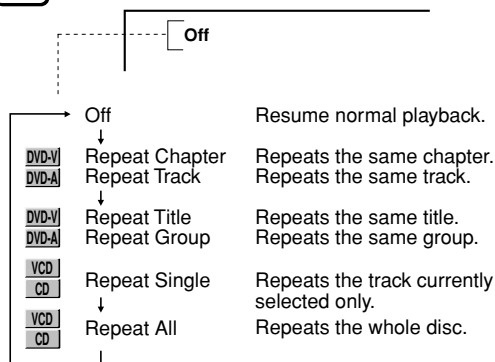 Off
Off Resume normal playback.
DVD-V Repeat Chapter Repeats the same chapter.
DVD-A Repeat Track Repeats the same track.
DVD-V Repeat Title Repeats the same title.
DVD-A Repeat Group Repeats the same group.
VCD
CD Repeat Single Repeats the track currently
selected only.
VCD
CD Repeat All Repeats the whole disc.